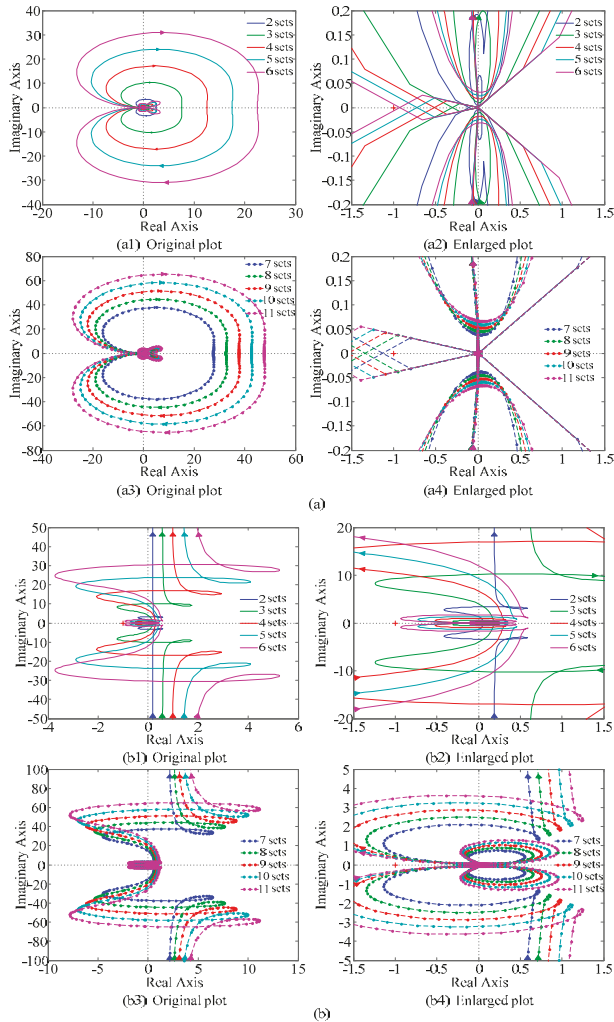 40
30
20
10
0
-10
-20
-30
-40
-20 -10 0 10 20 30
Imaginary Axis
Real Axis
2 sets
3 sets
4 sets
5 sets
6 sets
(a1) Original plot
0.2
0.15
0.1
0.05
0
-0.05
-0.1
-0.15
-0.2
-1.5 -1 -0.5 0 0.5 1 1.5
Imaginary Axis
Real Axis
2 sets
3 sets
4 sets
5 sets
6 sets
(a2) Enlarged plot
80
60
40
20
0
-20
-40
-60
-80
-40 -20 0 20 40 60
Imaginary Axis
Real Axis
7 sets
8 sets
9 sets
10 sets
11 sets
(a3) Original plot
0.2
0.15
0.1
0.05
0
-0.05
-0.1
-0.15
-0.2
-1.5 -1 -0.5 0 0.5 1 1.5
Imaginary Axis
Real Axis
7 sets
8 sets
9 sets
10 sets
11 sets
(a4) Enlarged plot
(a)
50
40
30
20
10
0
-10
-20
-30
-40
-50
-4 -2 0 2 4 6
Imaginary Axis
Real Axis
2 sets
3 sets
4 sets
5 sets
6 sets
(b1) Original plot
20
10
0
-10
-20
-1.5 -1 -0.5 0 0.5 1 1.5
Imaginary Axis
Real Axis
2 sets
3 sets
4 sets
5 sets
6 sets
(b2) Enlarged plot
100
80
60
40
20
0
-20
-40
-60
-80
-100
-10 -5 0 5 10 15
Imaginary Axis
Real Axis
7 sets
8 sets
9 sets
10 sets
11 sets
(b3) Original plot
5
4
3
2
1
0
-1
-2
-3
-4
-5
-1.5 -1 -0.5 0 0.5 1 1.5
Imaginary Axis
Real Axis
7 sets
8 sets
9 sets
10 sets
11 sets
(b4) Enlarged plot
(b)